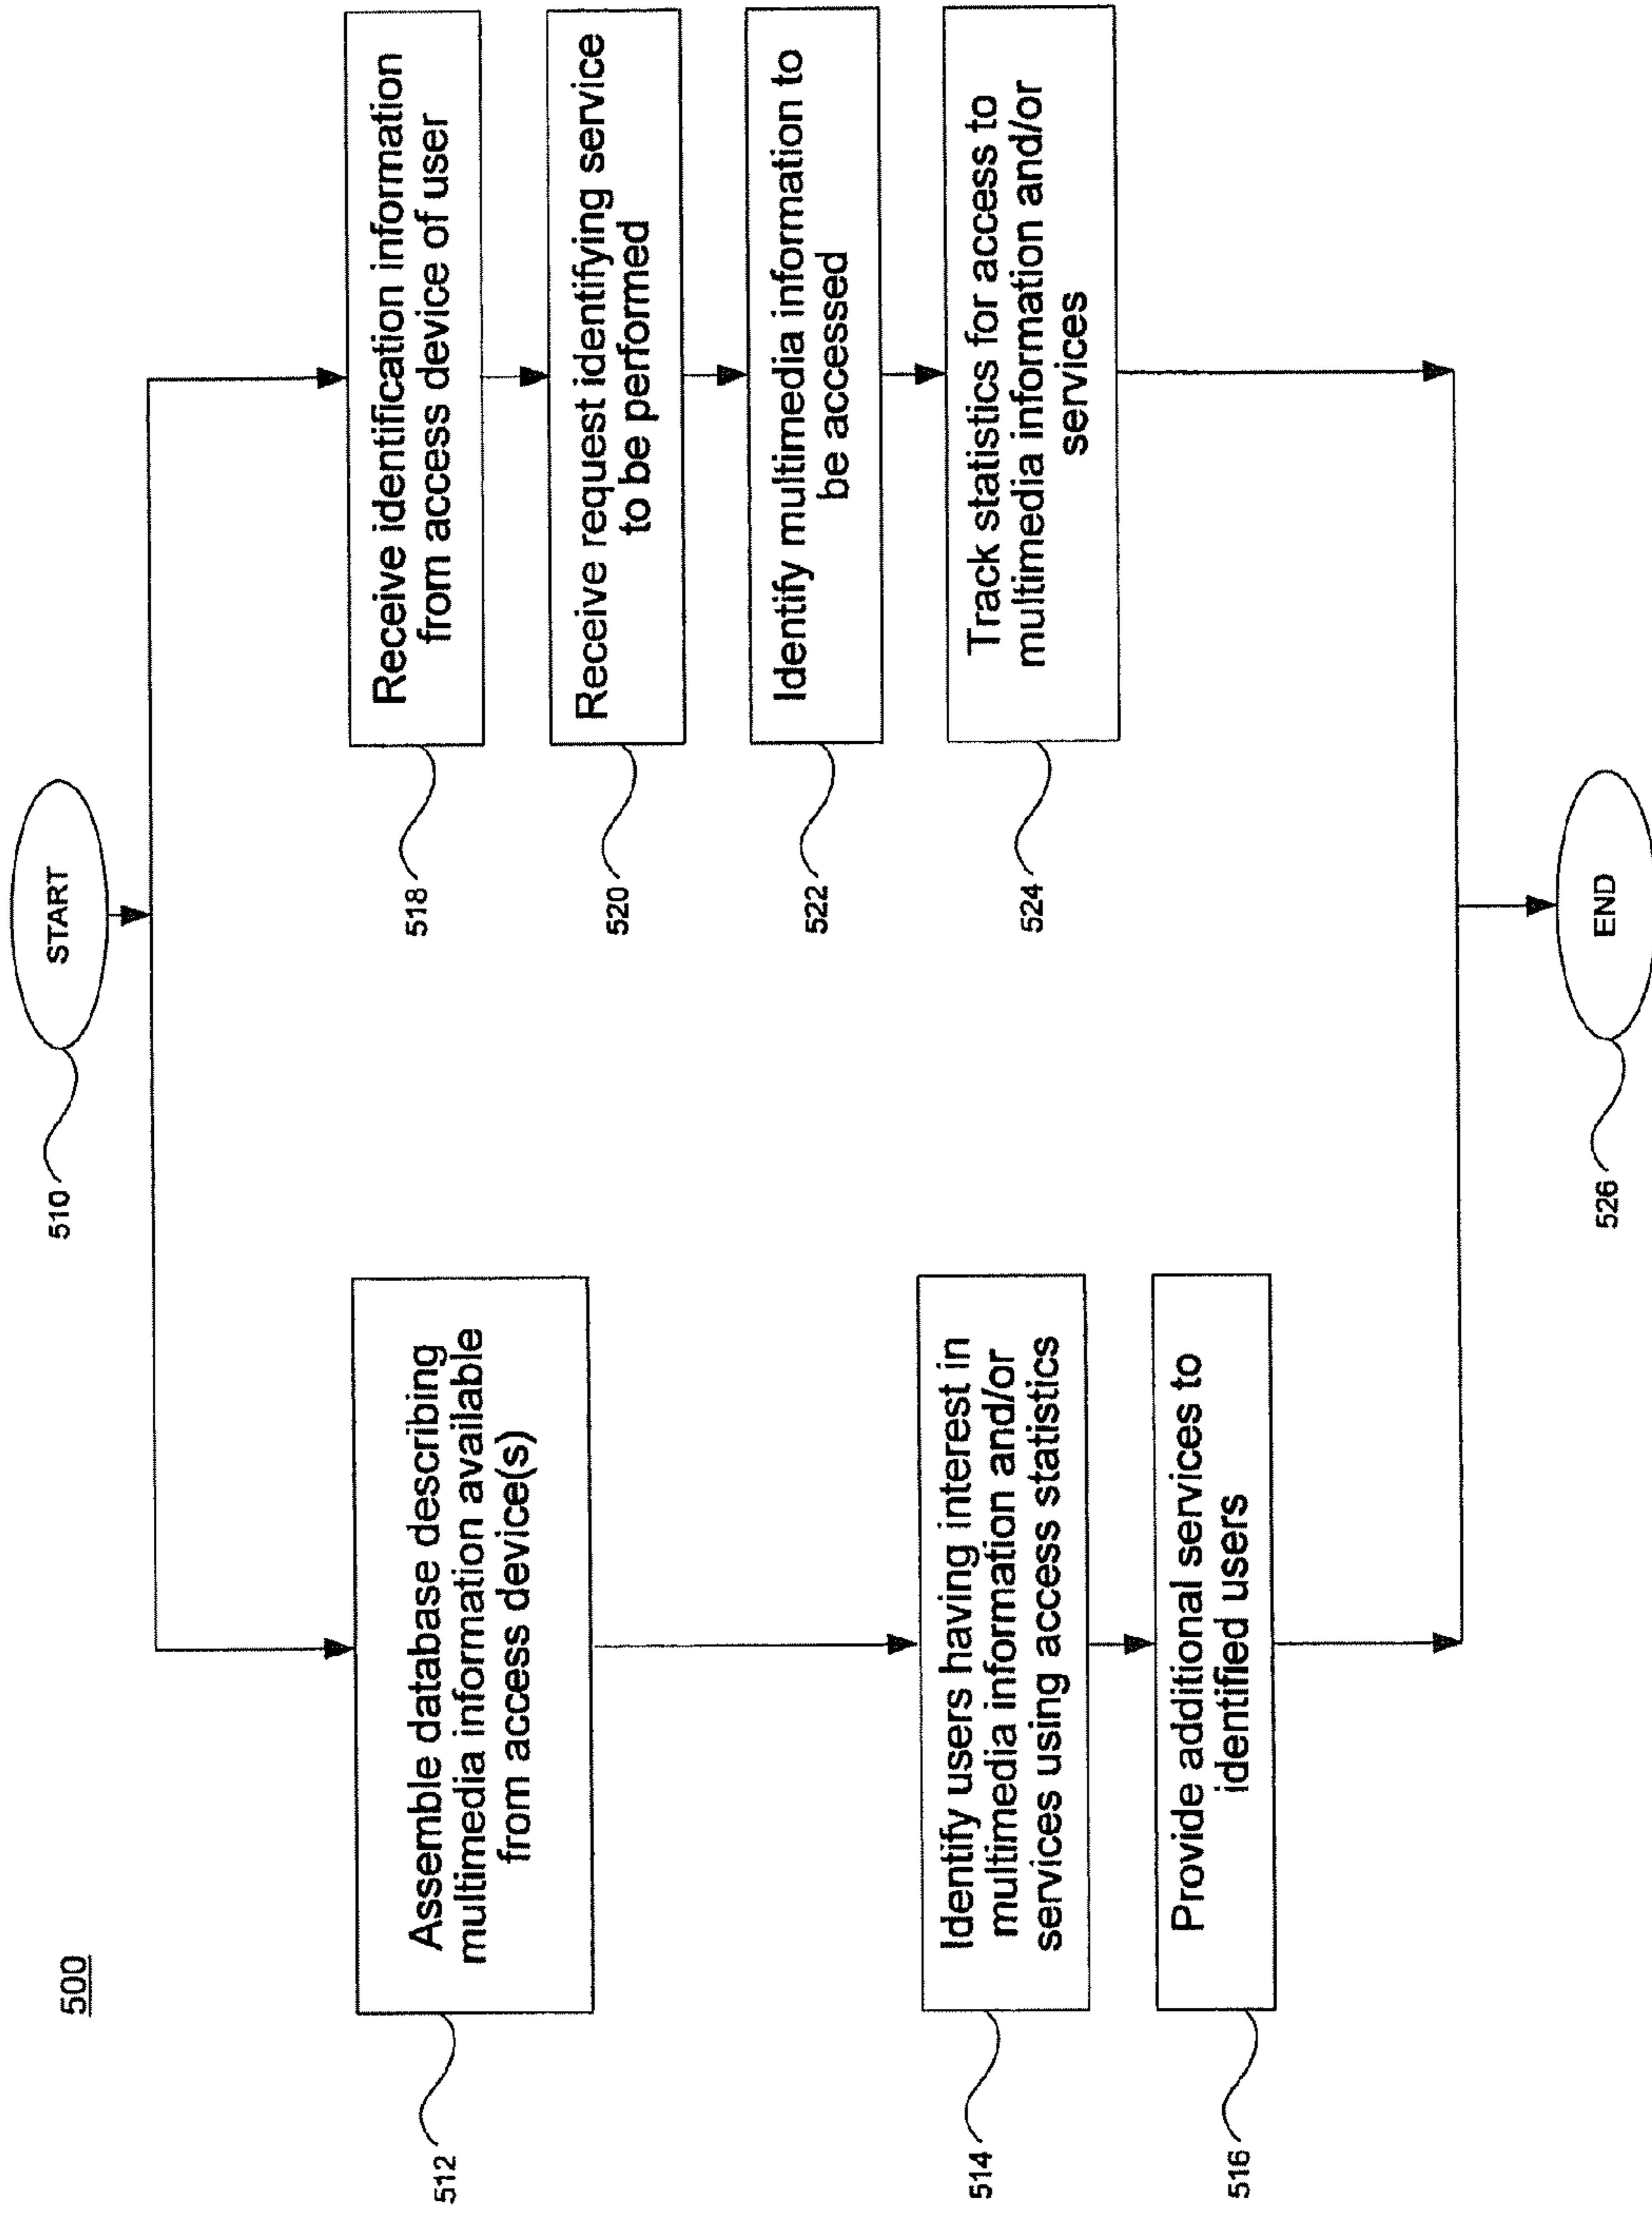 500
START
510
Assemble database describing
multimedia information available
from access device(s)
512
Identify users having interest in
multimedia information and/or
services using access statistics
514
Provide additional services to
identified users
516
Receive identification information
from access device of user
518
Receive request identifying service
to be performed
520
Identify multimedia information to
be accessed
522
Track statistics for access to
multimedia information and/or
services
524
END
526